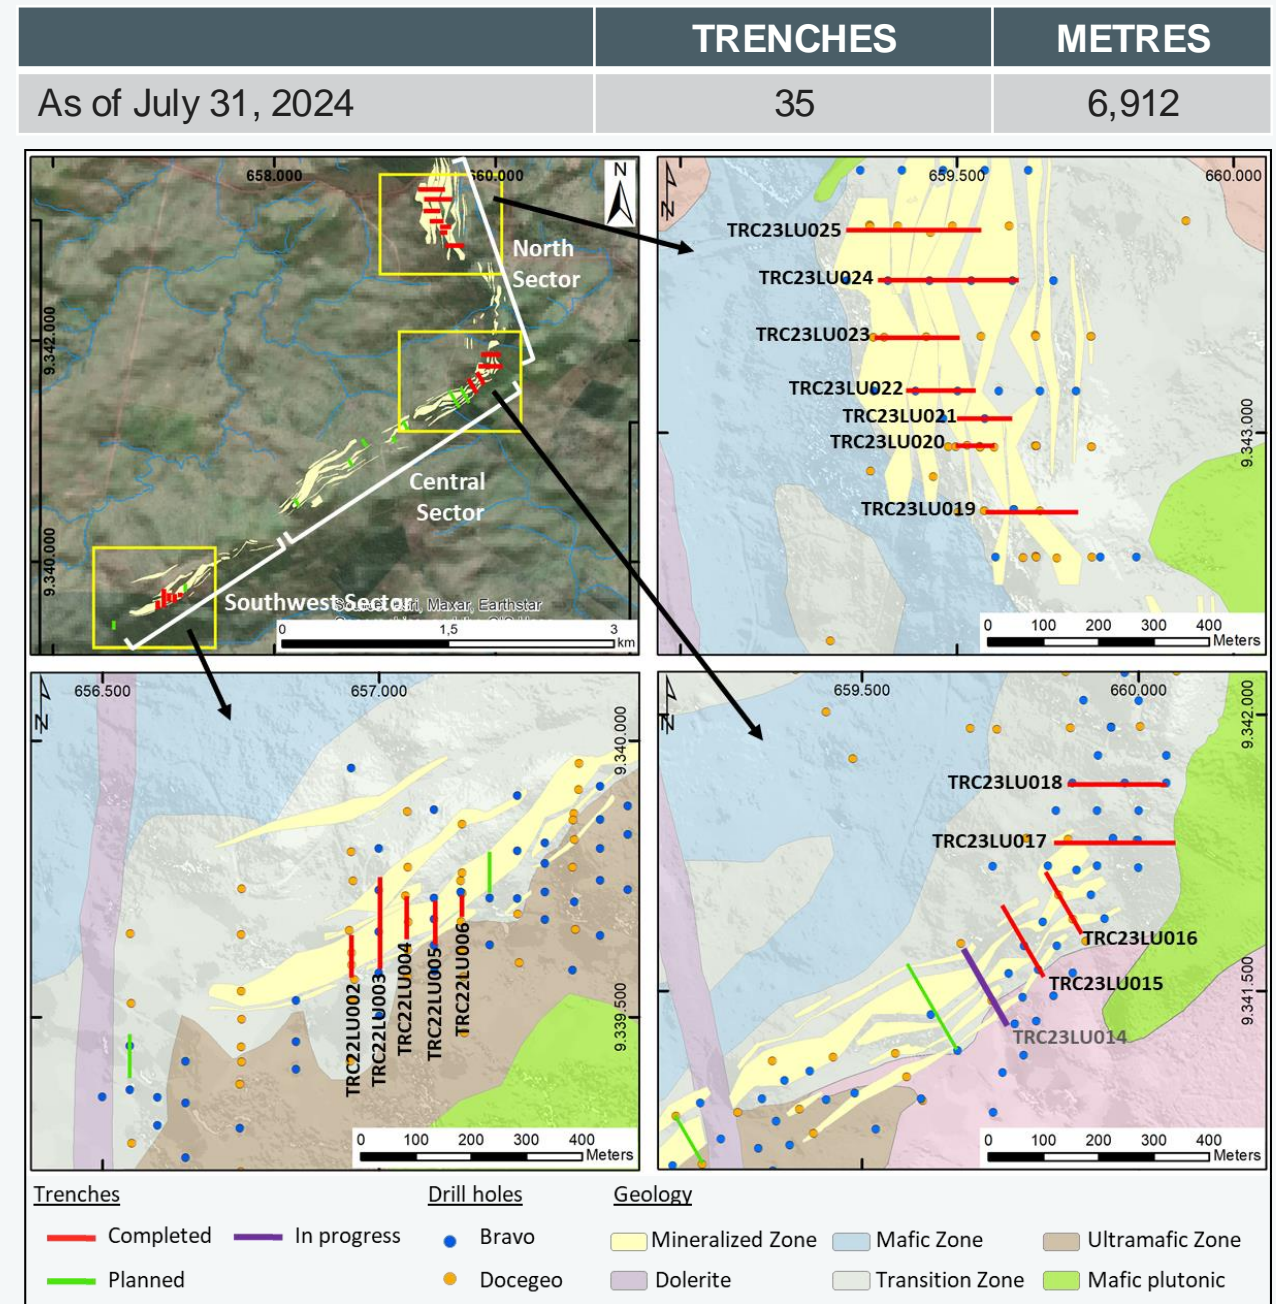 TRENCHES METRES
As of July 31, 2024 35 6,912
658.000 660.000
N
9.342.000
9.340.000
North
Sector
Central
Sector
Southwest Sector
Esri, Maxar, Earthstar
0 1,5 3
km
659.500 660.000
N
9.343.000
TRC23LU025
TRC23LU024
TRC23LU023
TRC23LU022
TRC23LU021
TRC23LU020
TRC23LU019
0 100 200 300 400
Meters
656.500 657.000
N
9.340.000
9.339.500
TRC22LU002
TRC22LU003
TRC22LU004
TRC22LU005
TRC22LU006
0 100 200 300 400
Meters
659.500 660.000
N
9.342.000
9.341.500
TRC23LU018
TRC23LU017
TRC23LU016
TRC23LU015
TRC23LU014
0 100 200 300 400
Meters
Trenches Drill holes Geology
Completed In progress Bravo Mineralized Zone Mafic Zone Ultramafic Zone
Planned Docegeo Dolerite Transition Zone Mafic plutonic